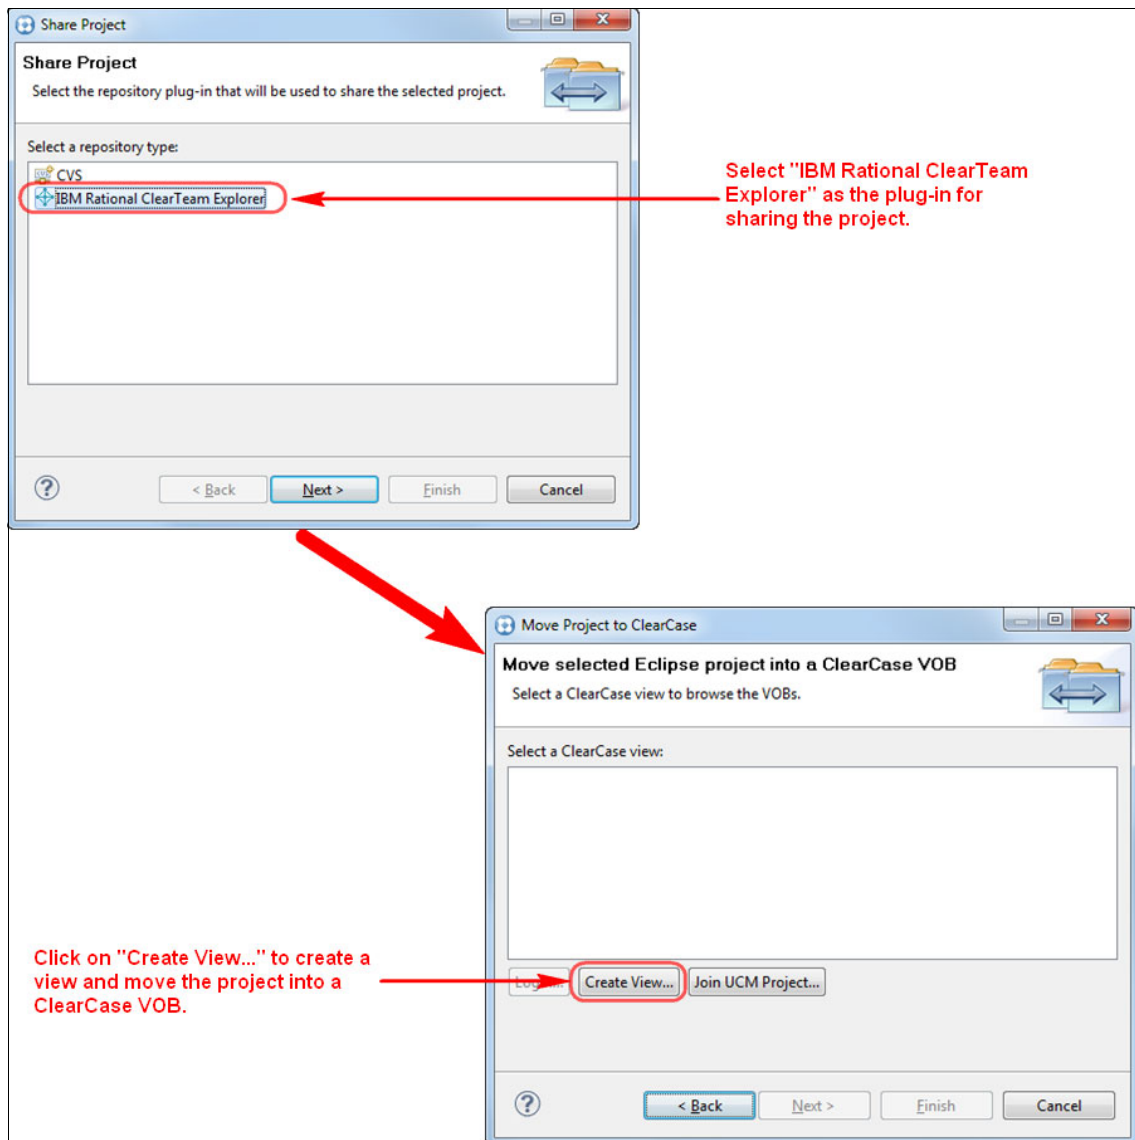 Share Project
Share Project
Select the repository plug-in that will be used to share the selected project.
Select a repository type:
CVS
IBM Rational ClearTeam Explorer
Select "IBM Rational ClearTeam
Explorer" as the plug-in for
sharing the project.
< Back
Next >
Finish
Cancel
Move Project to ClearCase
Move selected Eclipse project into a ClearCase VOB
Select a ClearCase view to browse the VOBs.
Select a ClearCase view:
Click on "Create View..." to create a
view and move the project into a
ClearCase VOB.
Create View...
Join UCM Project...
< Back
Next >
Finish
Cancel